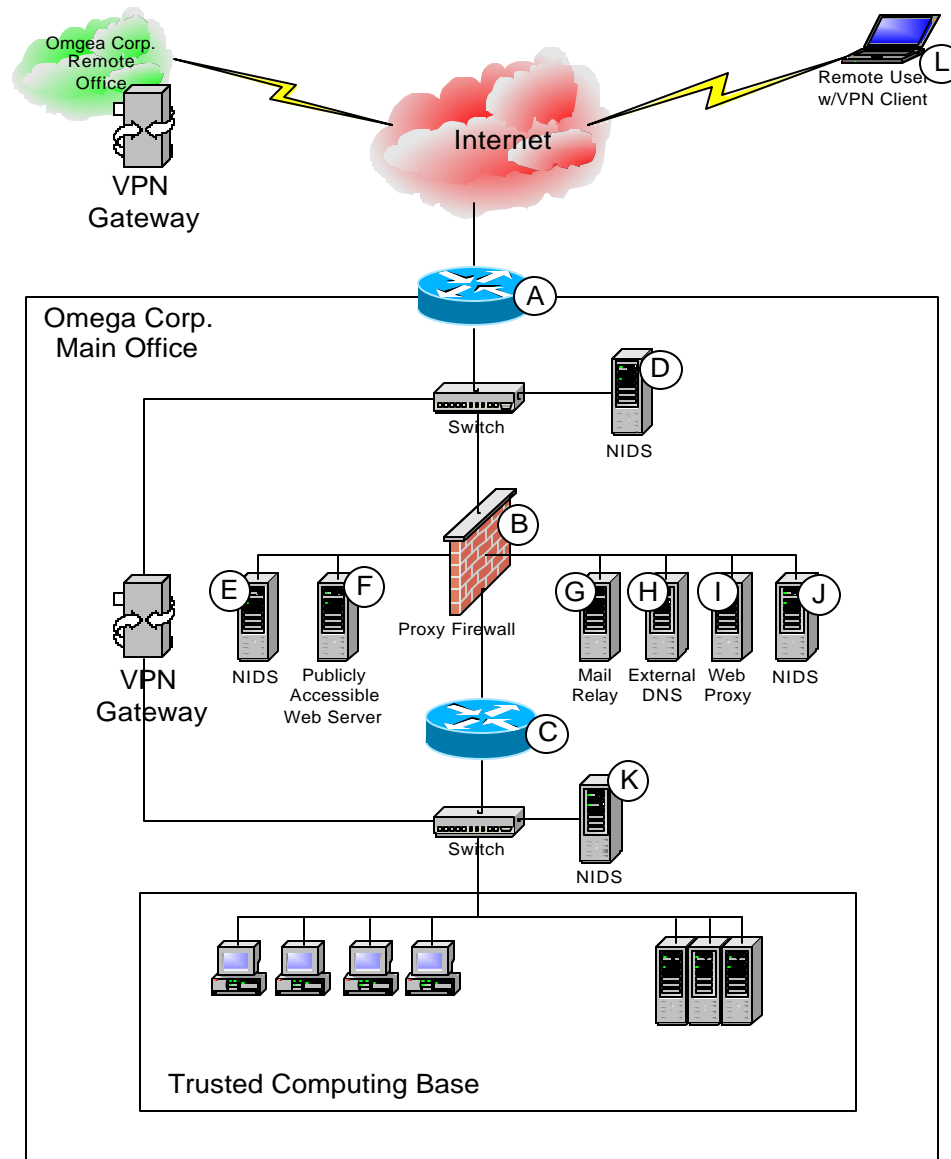 Omgea Corp.
Remote
Office
VPN
Gateway
Internet
L
Remote User
w/VPN Client
A
Omega Corp.
Main Office
D
Switch
NIDS
B
Proxy Firewall
E
NIDS
F
Publicly
Accessible
Web Server
G
Mail
Relay
H
External
DNS
I
Web
Proxy
J
NIDS
VPN
Gateway
C
K
Switch
NIDS
Trusted Computing Base